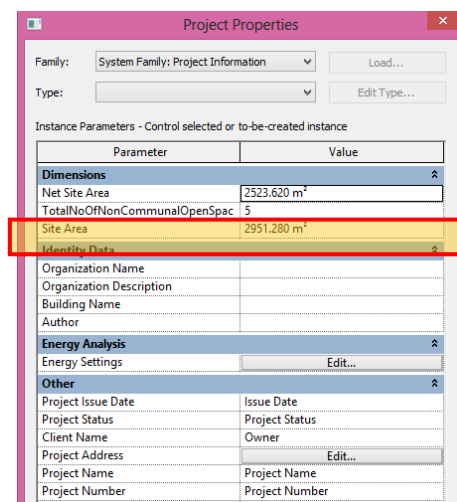 Project Properties
Family: System Family: Project Information Load...
Type: Edit Type...
Instance Parameters - Control selected or to-be-created instance
Parameter Value
Dimensions
Net Site Area 2523.620 m²
TotalNoOfNonCommunalOpenSpac 5
Site Area 2951.280 m²
Identity Data
Organization Name
Organization Description
Building Name
Author
Energy Analysis
Energy Settings Edit...
Other
Project Issue Date Issue Date
Project Status Project Status
Client Name Owner
Project Address Edit...
Project Name Project Name
Project Number Project Number